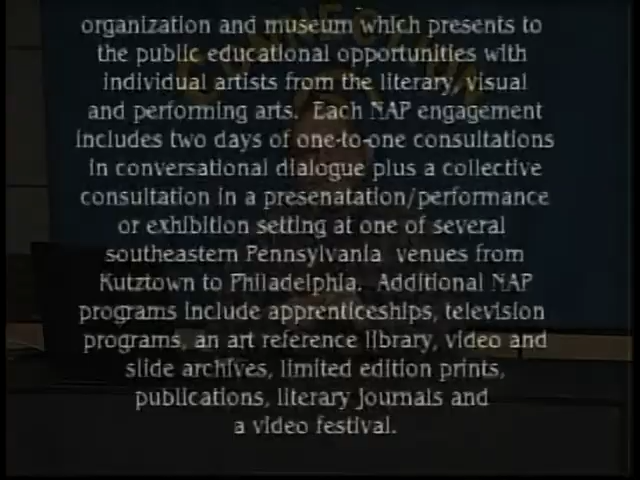 organization and museum which presents to
the public educational opportunities with
individual artists from the literary, visual
and performing arts. Each NAP engagement
includes two days of one-to-one consultations
in conversational dialogue plus a collective
consultation in a presenatation/performance
or exhibition setting at one of several
southeastern Pennsylvania venues from
Kutztown to Philadelphia. Additional NAP
programs include apprenticeships, television
programs, an art reference library, video and
slide archives, limited edition prints,
publications, literary journals and
a video festival.